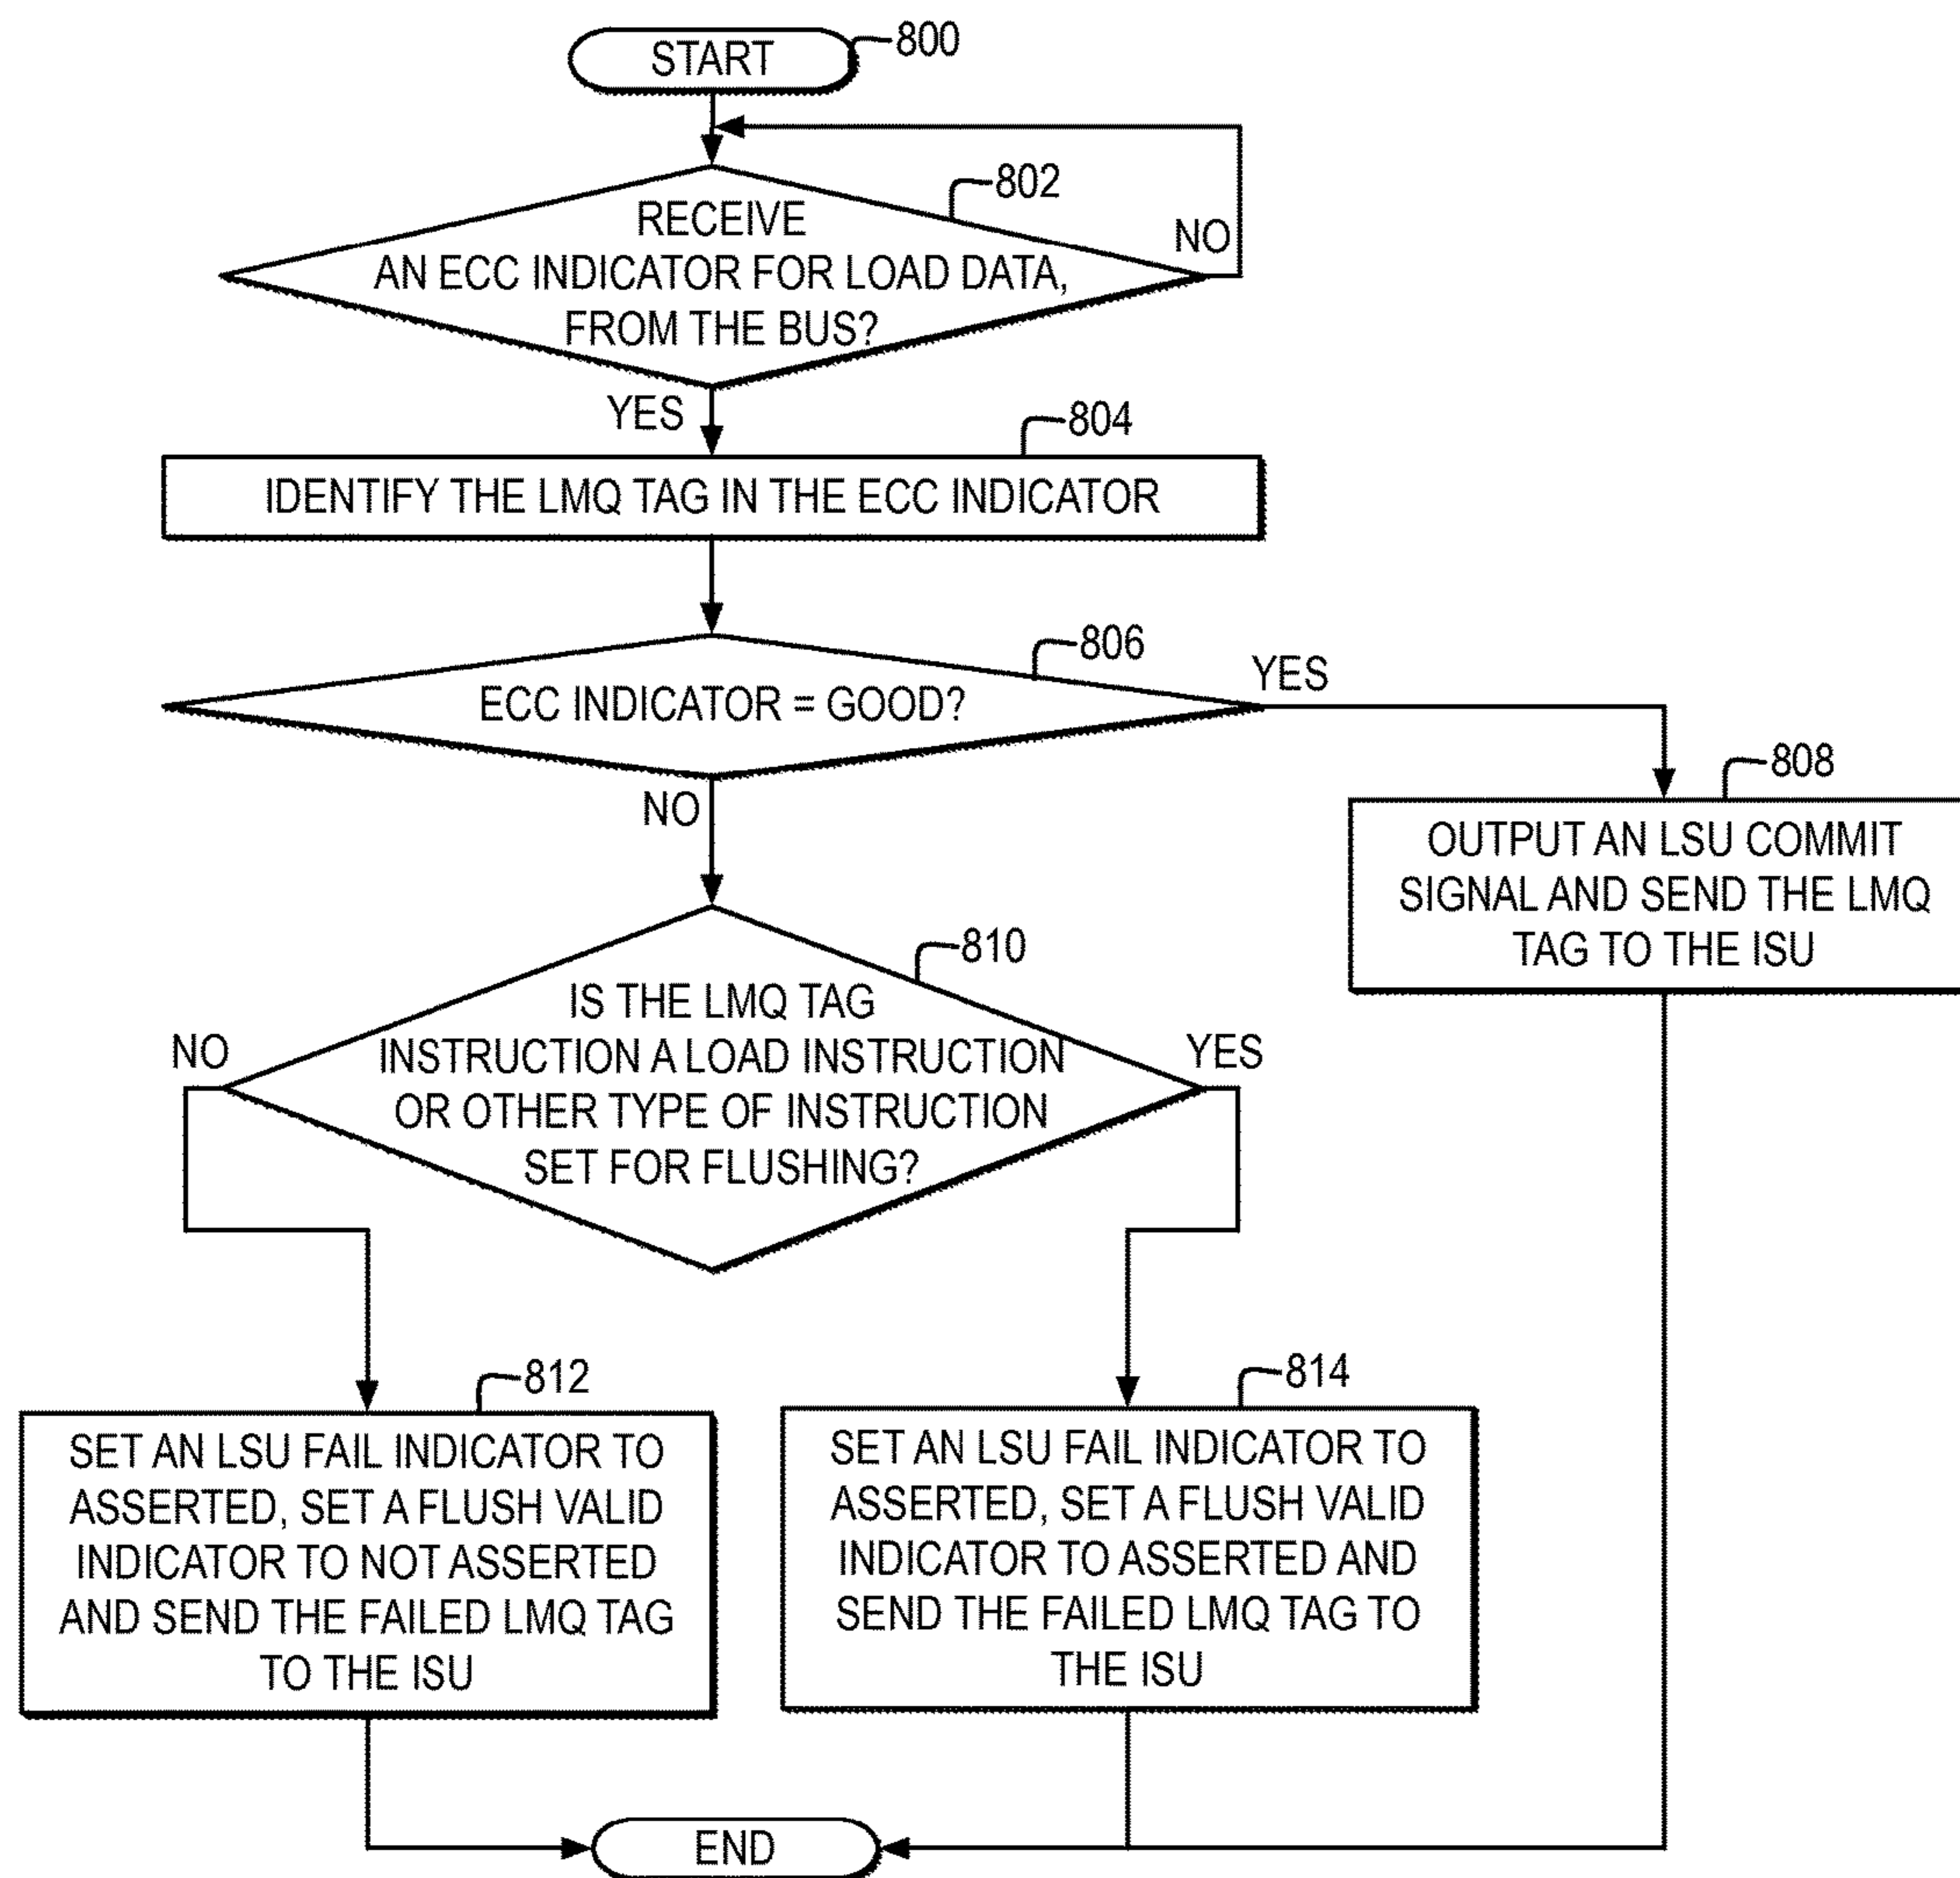 START
800
802
RECEIVE
AN ECC INDICATOR FOR LOAD DATA,
FROM THE BUS?
NO
YES
804
IDENTIFY THE LMQ TAG IN THE ECC INDICATOR
806
ECC INDICATOR = GOOD?
YES
NO
808
OUTPUT AN LSU COMMIT
SIGNAL AND SEND THE LMQ
TAG TO THE ISU
810
IS THE LMQ TAG
INSTRUCTION A LOAD INSTRUCTION
OR OTHER TYPE OF INSTRUCTION
SET FOR FLUSHING?
NO
YES
812
SET AN LSU FAIL INDICATOR TO
ASSERTED, SET A FLUSH VALID
INDICATOR TO NOT ASSERTED
AND SEND THE FAILED LMQ TAG
TO THE ISU
814
SET AN LSU FAIL INDICATOR TO
ASSERTED, SET A FLUSH VALID
INDICATOR TO ASSERTED AND
SEND THE FAILED LMQ TAG TO
THE ISU
END